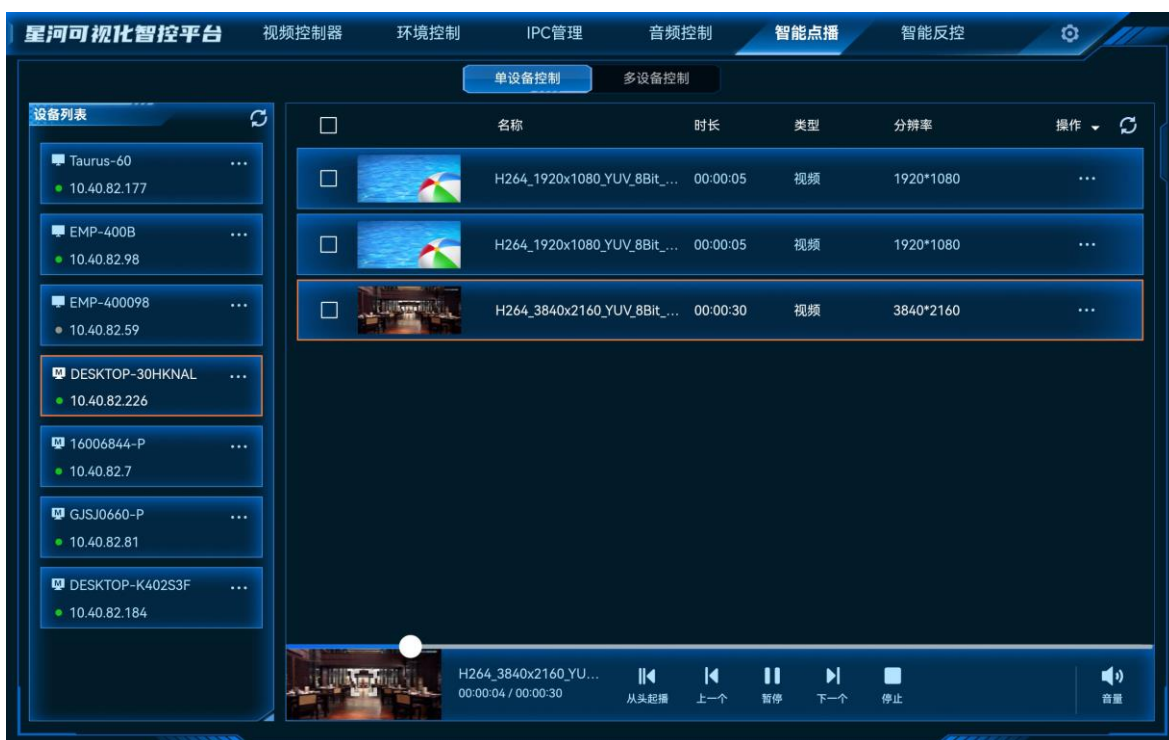 星河可视化智控平台 视频控制器 环境控制 IPC管理 音频控制 智能点播 智能反控
单设备控制 多设备控制
设备列表
Taurus-60
10.40.82.177
EMP-400B
10.40.82.98
EMP-400098
10.40.82.59
DESKTOP-30HKNAL
10.40.82.226
16006844-P
10.40.82.7
GJSJ0660-P
10.40.82.81
DESKTOP-K402S3F
10.40.82.184
名称 时长 类型 分辨率 操作
H264_1920x1080_YUV_8Bit_... 00:00:05 视频 1920*1080 ...
H264_1920x1080_YUV_8Bit_... 00:00:05 视频 1920*1080 ...
H264_3840x2160_YUV_8Bit_... 00:00:30 视频 3840*2160 ...
H264_3840x2160_YU...
00:00:04 / 00:00:30
从头起播 上一个 暂停 下一个 停止 音量